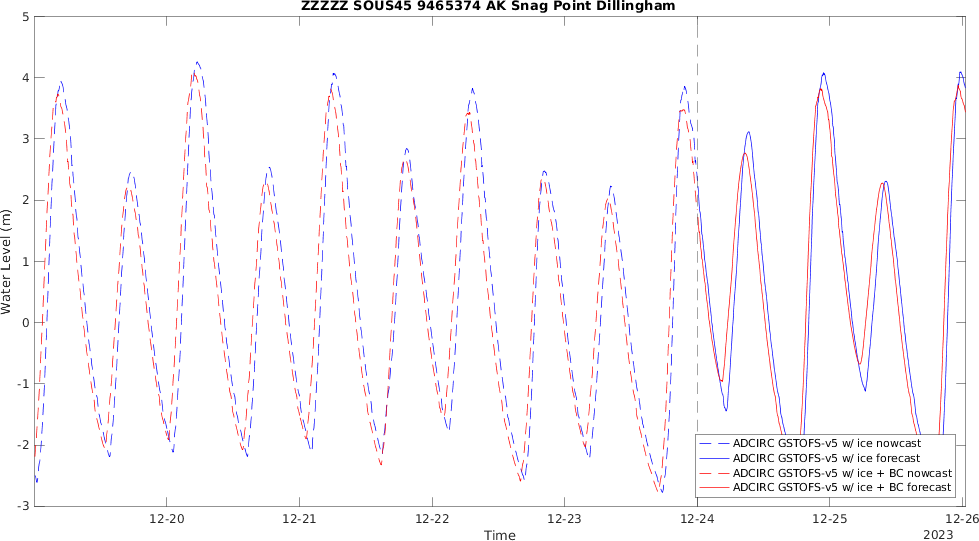 ZZZZZ SOUS45 9465374 AK Snag Point Dillingham
5
4
3
2
1
0
-1
-2
-3
Water Level (m)
ADCIRC GSTOFS-v5 w/ ice nowcast
ADCIRC GSTOFS-v5 w/ ice forecast
ADCIRC GSTOFS-v5 w/ ice + BC nowcast
ADCIRC GSTOFS-v5 w/ ice + BC forecast
12-20 12-21 12-22 12-23 12-24 12-25 12-26
Time 2023